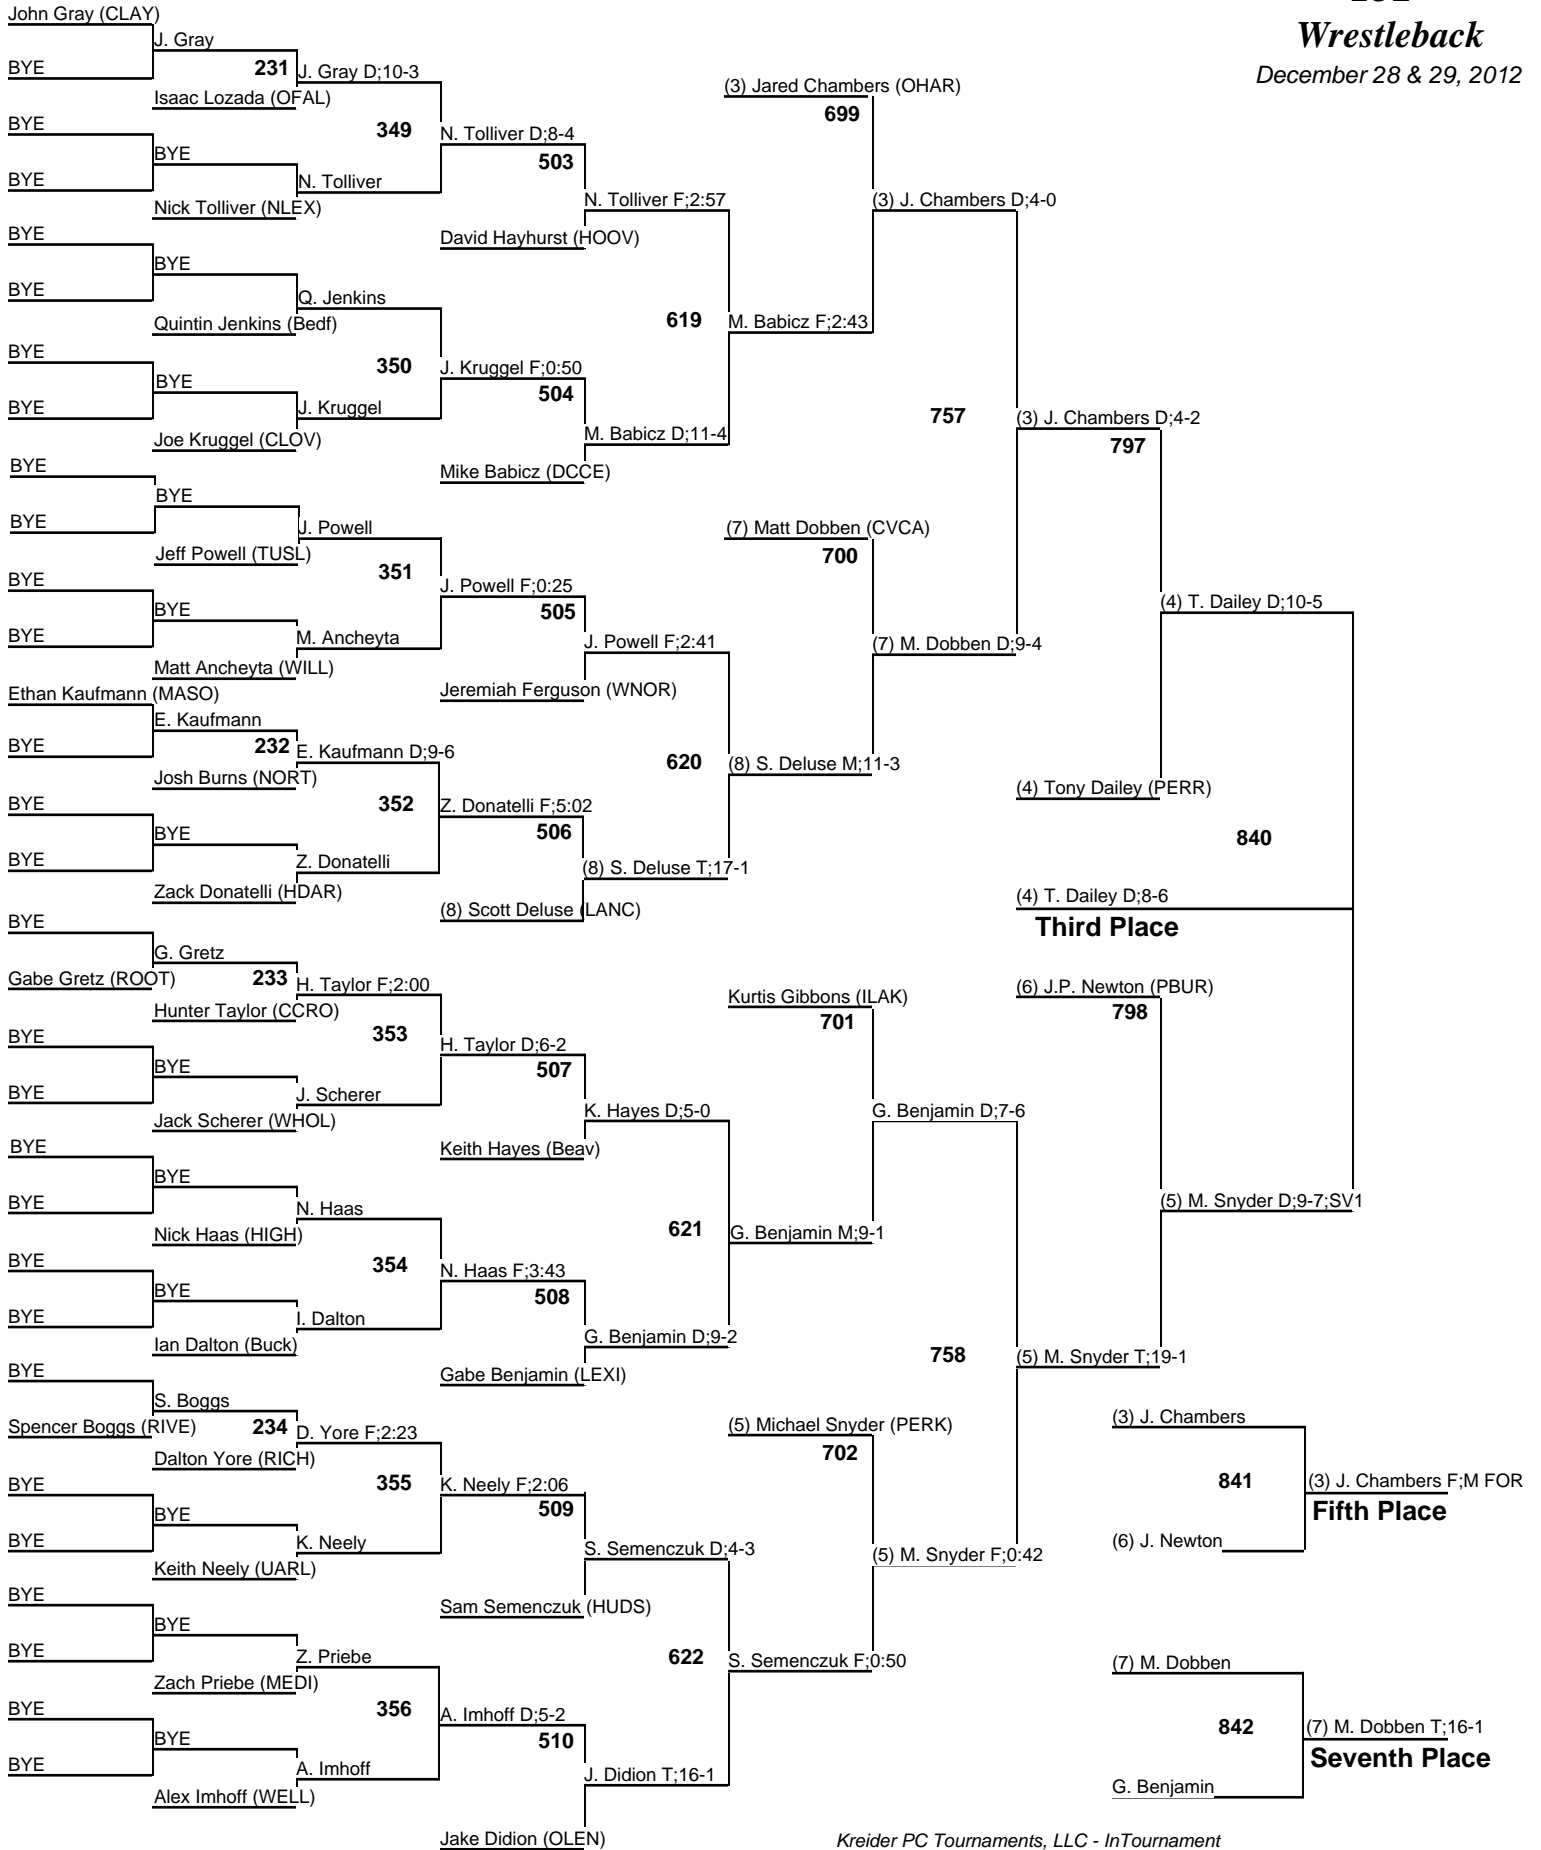 Wrestleback
December 28 & 29, 2012
John Gray (CLAY)
J. Gray
BYE
231
J. Gray D;10-3
Isaac Lozada (OFAL)
BYE
349
N. Tolliver D;8-4
BYE
503
BYE
N. Tolliver
Nick Tolliver (NLEX)
N. Tolliver F;2:57
BYE
David Hayhurst (HOOV)
BYE
BYE
Q. Jenkins
Quintin Jenkins (Bedf)
619
M. Babicz F;2:43
BYE
350
J. Kruggel F;0:50
BYE
504
BYE
J. Kruggel
Joe Kruggel (CLOV)
M. Babicz D;11-4
Mike Babicz (DCCE)
(3) Jared Chambers (OHAR)
699
(3) J. Chambers D;4-0
757
(3) J. Chambers D;4-2
797
BYE
BYE
BYE
J. Powell
Jeff Powell (TUSL)
351
J. Powell F;0:25
BYE
505
BYE
BYE
M. Ancheyta
Matt Ancheyta (WILL)
J. Powell F;2:41
Jeremiah Ferguson (WNOR)
(7) Matt Dobben (CVCA)
700
(7) M. Dobben D;9-4
(4) T. Dailey D;10-5
Ethan Kaufmann (MASO)
E. Kaufmann
BYE
232
E. Kaufmann D;9-6
Josh Burns (NORT)
620
(8) S. Deluse M;11-3
352
Z. Donatelli F;5:02
BYE
506
BYE
BYE
Z. Donatelli
Zack Donatelli (HDAR)
(8) S. Deluse T;17-1
(8) Scott Deluse (LANC)
(4) Tony Dailey (PERR)
840
(4) T. Dailey D;8-6
Third Place
BYE
G. Gretz
Gabe Gretz (ROOT)
233
H. Taylor F;2:00
Hunter Taylor (CCRO)
353
H. Taylor D;6-2
BYE
507
BYE
BYE
J. Scherer
Jack Scherer (WHOL)
K. Hayes D;5-0
Keith Hayes (Beav)
Kurtis Gibbons (ILAK)
701
G. Benjamin D;7-6
(6) J.P. Newton (PBUR)
798
BYE
BYE
BYE
N. Haas
Nick Haas (HIGH)
621
G. Benjamin M;9-1
(5) M. Snyder D;9-7;SV1
BYE
354
N. Haas F;3:43
BYE
508
BYE
I. Dalton
Ian Dalton (Buck)
G. Benjamin D;9-2
Gabe Benjamin (LEXI)
758
(5) M. Snyder T;19-1
BYE
S. Boggs
Spencer Boggs (RIVE)
234
D. Yore F;2:23
Dalton Yore (RICH)
355
K. Neely F;2:06
BYE
509
BYE
BYE
K. Neely
Keith Neely (UARL)
S. Semenczuk D;4-3
Sam Semenczuk (HUDS)
(5) Michael Snyder (PERK)
702
(5) M. Snyder F;0:42
(3) J. Chambers
841
(3) J. Chambers F;M FOR
Fifth Place
(6) J. Newton
BYE
BYE
BYE
Z. Priebe
Zach Priebe (MEDI)
622
S. Semenczuk F;0:50
BYE
356
A. Imhoff D;5-2
BYE
510
BYE
A. Imhoff
Alex Imhoff (WELL)
J. Didion T;16-1
Jake Didion (OLEN)
(7) M. Dobben
842
(7) M. Dobben T;16-1
Seventh Place
G. Benjamin
Kreider PC Tournaments, LLC - InTournament